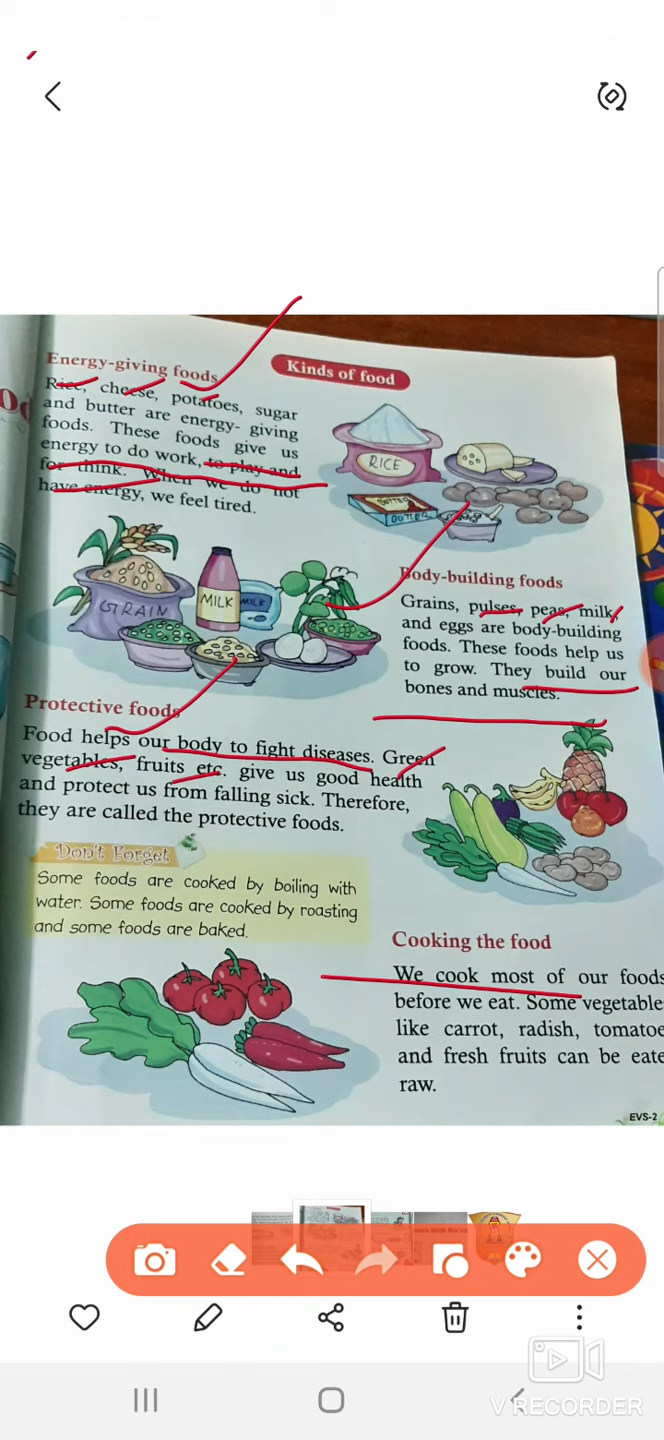 Kinds of food
Energy-giving foods
Rice, cheese, potatoes, sugar
and butter are energy- giving
foods. These foods give us
energy to do work, to play and
for think. When we do not
have energy, we feel tired.
RICE
BUTTER
BUTTER
GRAIN
MILK
MILK
Body-building foods
Grains, pulses, peas, milk,
and eggs are body-building
foods. These foods help us
to grow. They build our
bones and muscles.
Protective foods
Food helps our body to fight diseases. Green
vegetables, fruits etc. give us good health
and protect us from falling sick. Therefore,
they are called the protective foods.
Don't Forget
Some foods are cooked by boiling with
water. Some foods are cooked by roasting
and some foods are baked.
Cooking the food
We cook most of our foods
before we eat. Some vegetable
like carrot, radish, tomatoe
and fresh fruits can be eate
raw.
EVS-2
V RECORDER